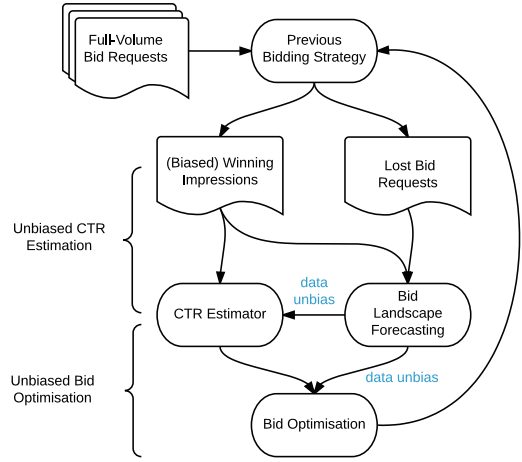 Full-Volume
Bid Requests
Previous
Bidding Strategy
(Biased) Winning
Impressions
Lost Bid
Requests
Unbiased CTR
Estimation
data
unbias
CTR Estimator
Bid
Landscape
Forecasting
Unbiased Bid
Optimisation
data unbias
Bid Optimisation